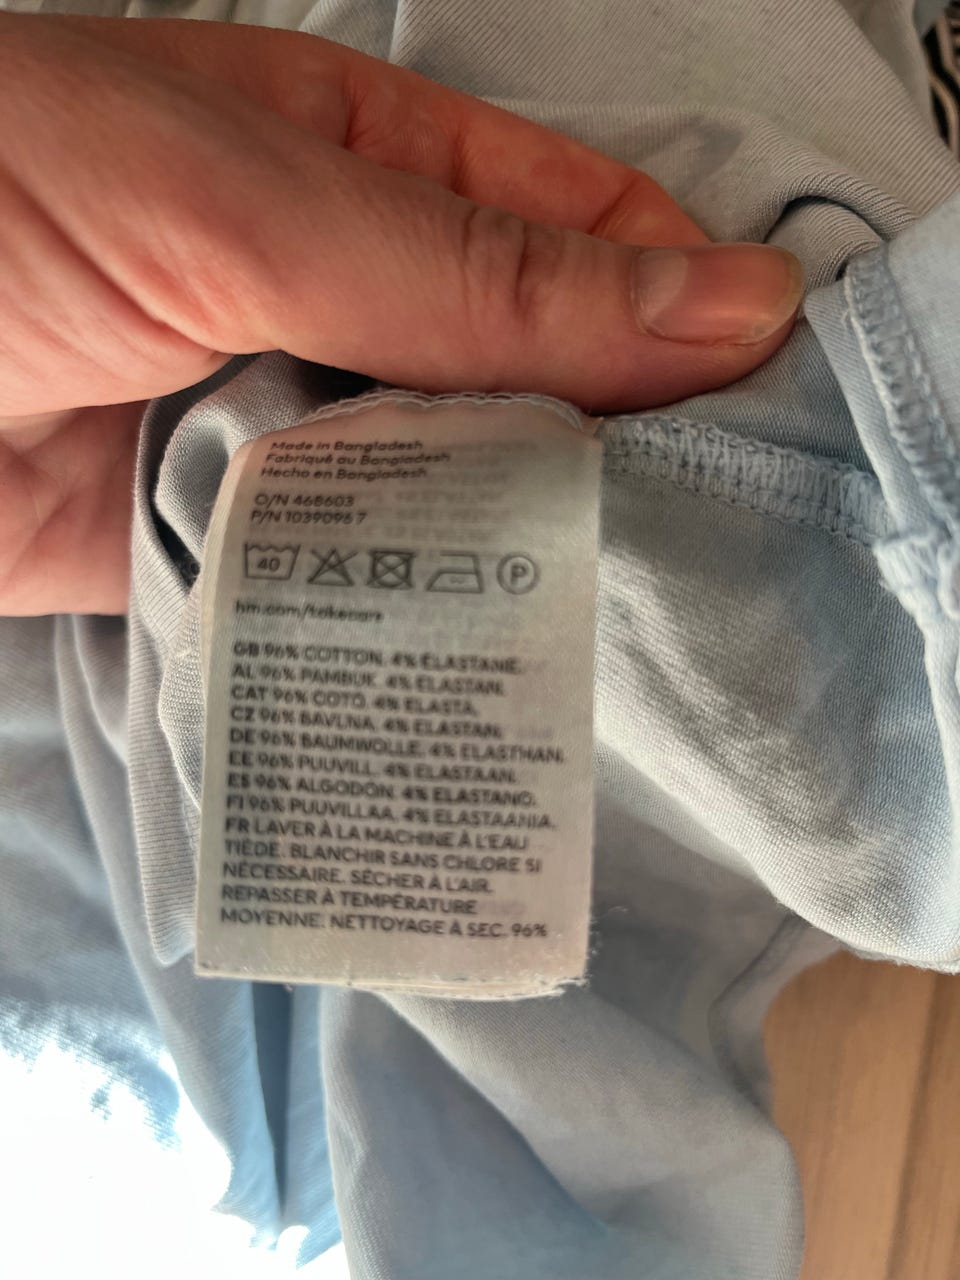 Made in Bangladesh
Fabriqué au Bangladesh
Hecho en Bangladesh
O/N 468603
P/N 1039096 7
40
P
hm.com/takecare
GB 96% COTTON. 4% ELASTANE.
AL 96% PAMBUK. 4% ELASTAN.
CAT 96% COTÓ. 4% ELASTÀ.
CZ 96% BAVLNA. 4% ELASTAN.
DE 96% BAUMWOLLE. 4% ELASTHAN.
EE 96% PUUVILL. 4% ELASTAAN.
ES 96% ALGODÓN. 4% ELASTANO.
FI 96% PUUVILLAA. 4% ELASTAANIA.
FR LAVER À LA MACHINE À L'EAU
TIÈDE. BLANCHIR SANS CHLORE SI
NÉCESSAIRE. SÉCHER À L'AIR.
REPASSER À TEMPÉRATURE
MOYENNE. NETTOYAGE À SEC. 96%